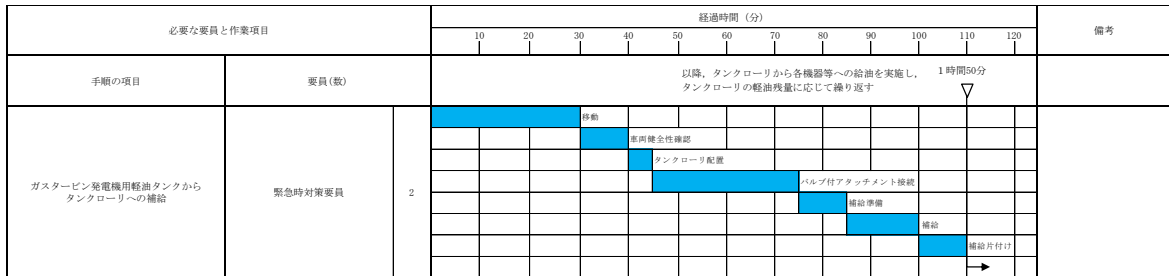 必要な要員と作業項目
経過時間(分)
備考
10 20 30 40 50 60 70 80 90 100 110 120
手順の項目
要員(数)
以降，タンクローリから各機器等への給油を実施し，
タンクローリの軽油残量に応じて繰り返す
1時間50分
ガスタービン発電機用軽油タンクから
タンクローリへの補給
緊急時対策要員
2
移動
車両健全性確認
タンクローリ配置
バルブ付アタッチメント接続
補給準備
補給
補給片付け